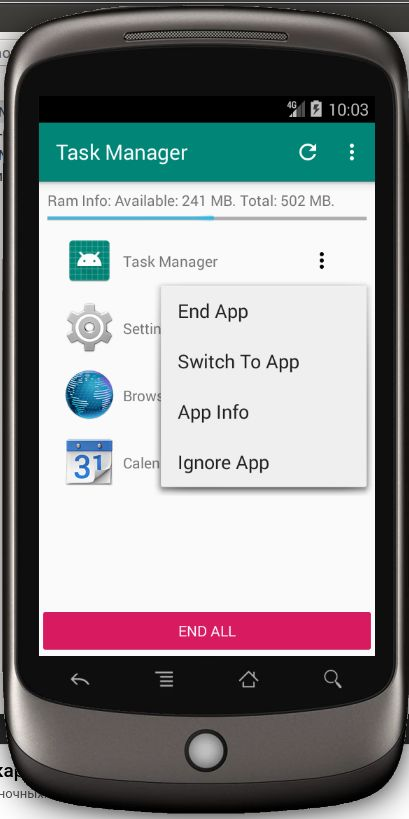 4G 10:03
Task Manager
Ram Info: Available: 241 MB. Total: 502 MB.
Task Manager
End App
Switch To App
App Info
Ignore App
31
END ALL